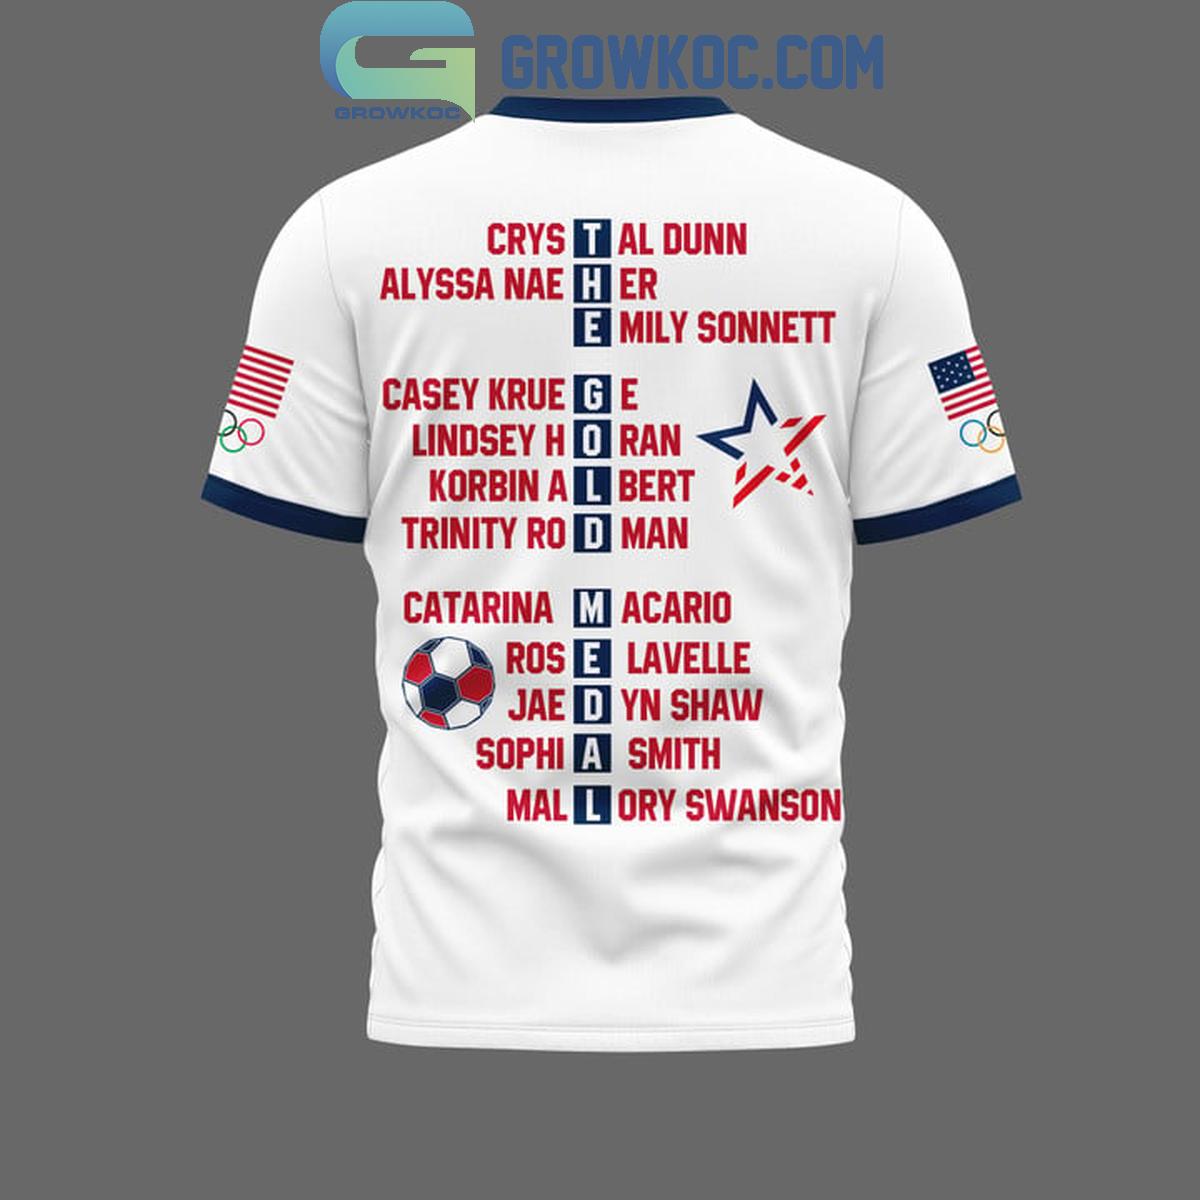 GROWKOC
GROWKOC.COM
CRYSTAL DUNN
ALYSSA NAEHER
EMILY SONNETT
CASEY KRUEGE
LINDSEY HORAN
KORBIN ALBERT
TRINITY RODMAN
CATARINA MACARIO
ROSE LAVELLE
JAEDYN SHAW
SOPHIA SMITH
MALLORY SWANSON